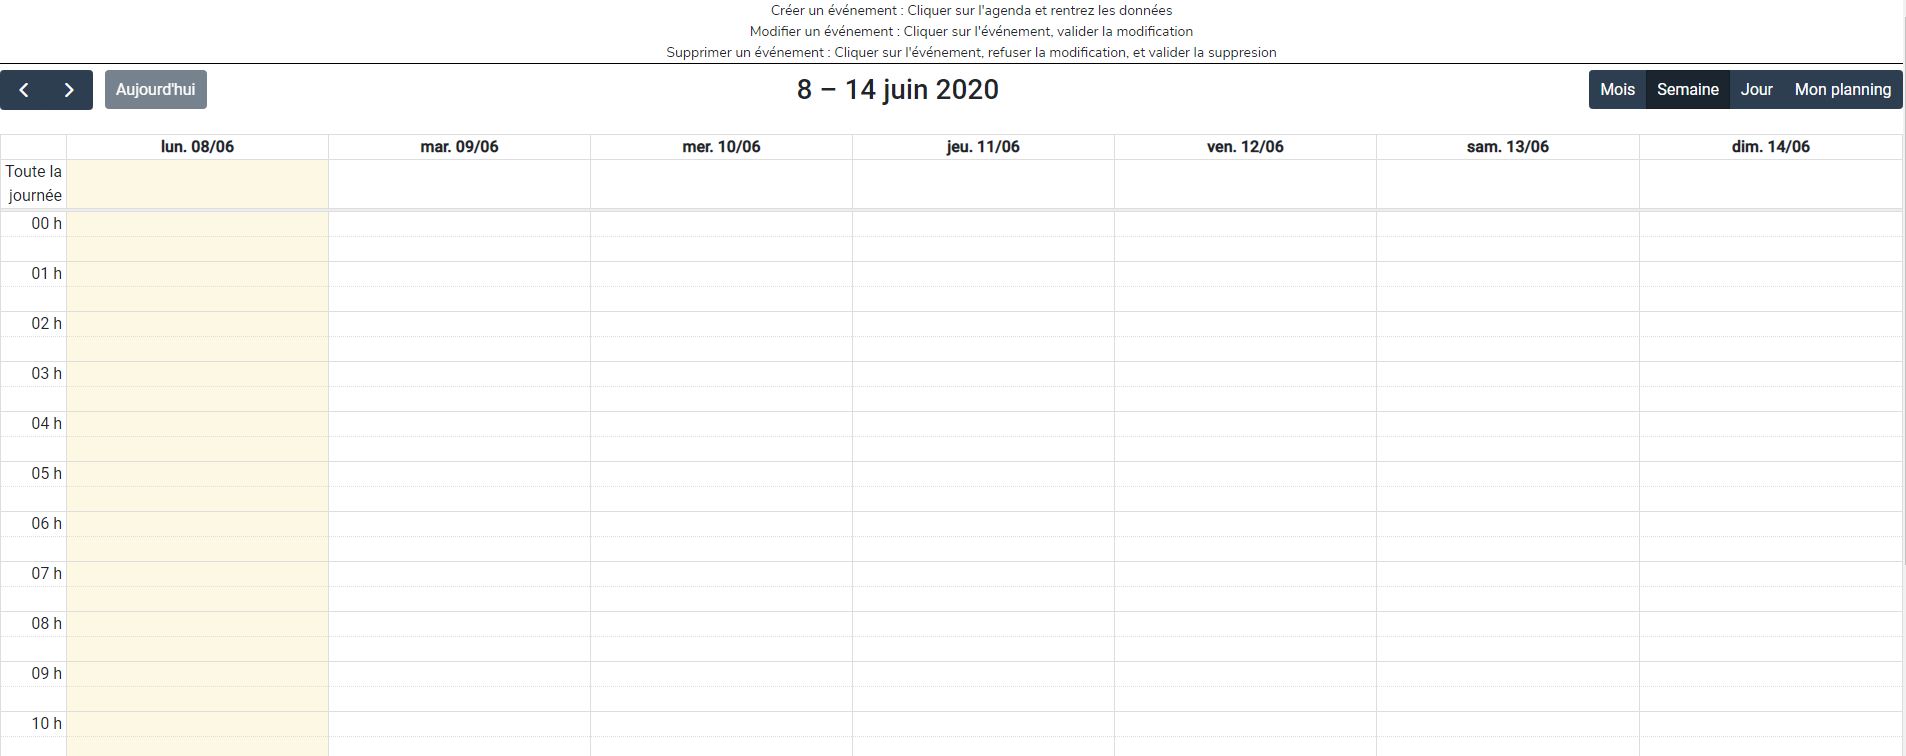 Créer un événement : Cliquer sur l'agenda et rentrez les données
Modifier un événement : Cliquer sur l'événement, valider la modification
Supprimer un événement : Cliquer sur l'événement, refuser la modification, et valider la suppresion
Aujourd'hui
8 – 14 juin 2020
Mois Semaine Jour Mon planning
lun. 08/06 mar. 09/06 mer. 10/06 jeu. 11/06 ven. 12/06 sam. 13/06 dim. 14/06
Toute la
journée
00 h
01 h
02 h
03 h
04 h
05 h
06 h
07 h
08 h
09 h
10 h